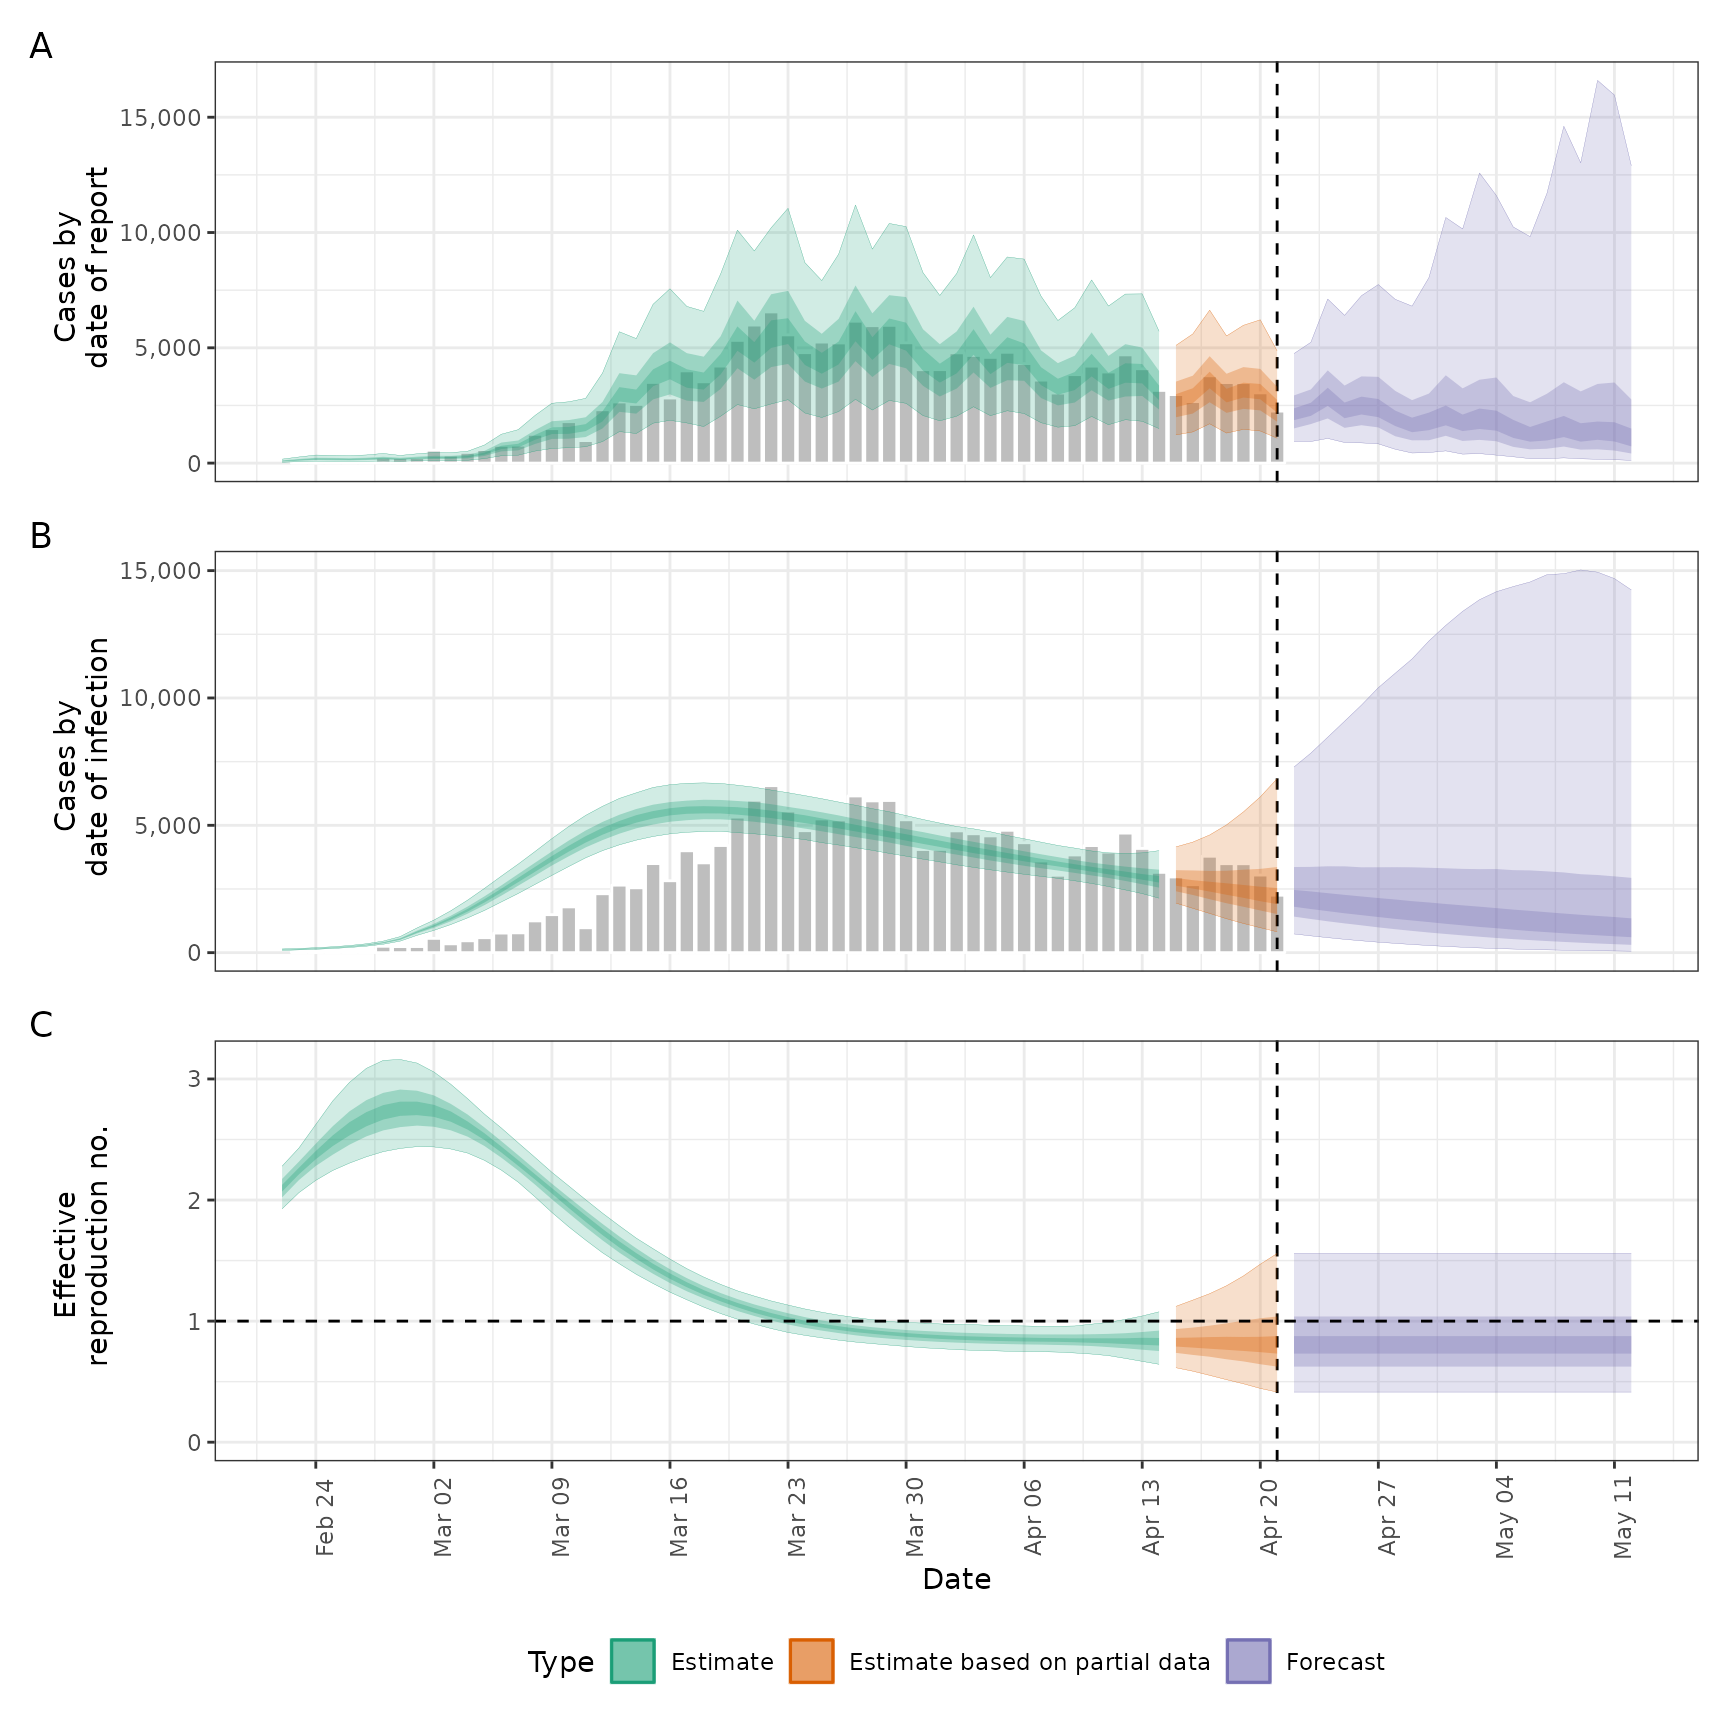 A
Cases by
date of report
15,000
10,000
5,000
0
B
Cases by
date of infection
15,000
10,000
5,000
0
C
Effective
reproduction no.
3
2
1
0
Feb 24
Mar 02
Mar 09
Mar 16
Mar 23
Mar 30
Apr 06
Apr 13
Apr 20
Apr 27
May 04
May 11
Date
Type Estimate Estimate based on partial data Forecast